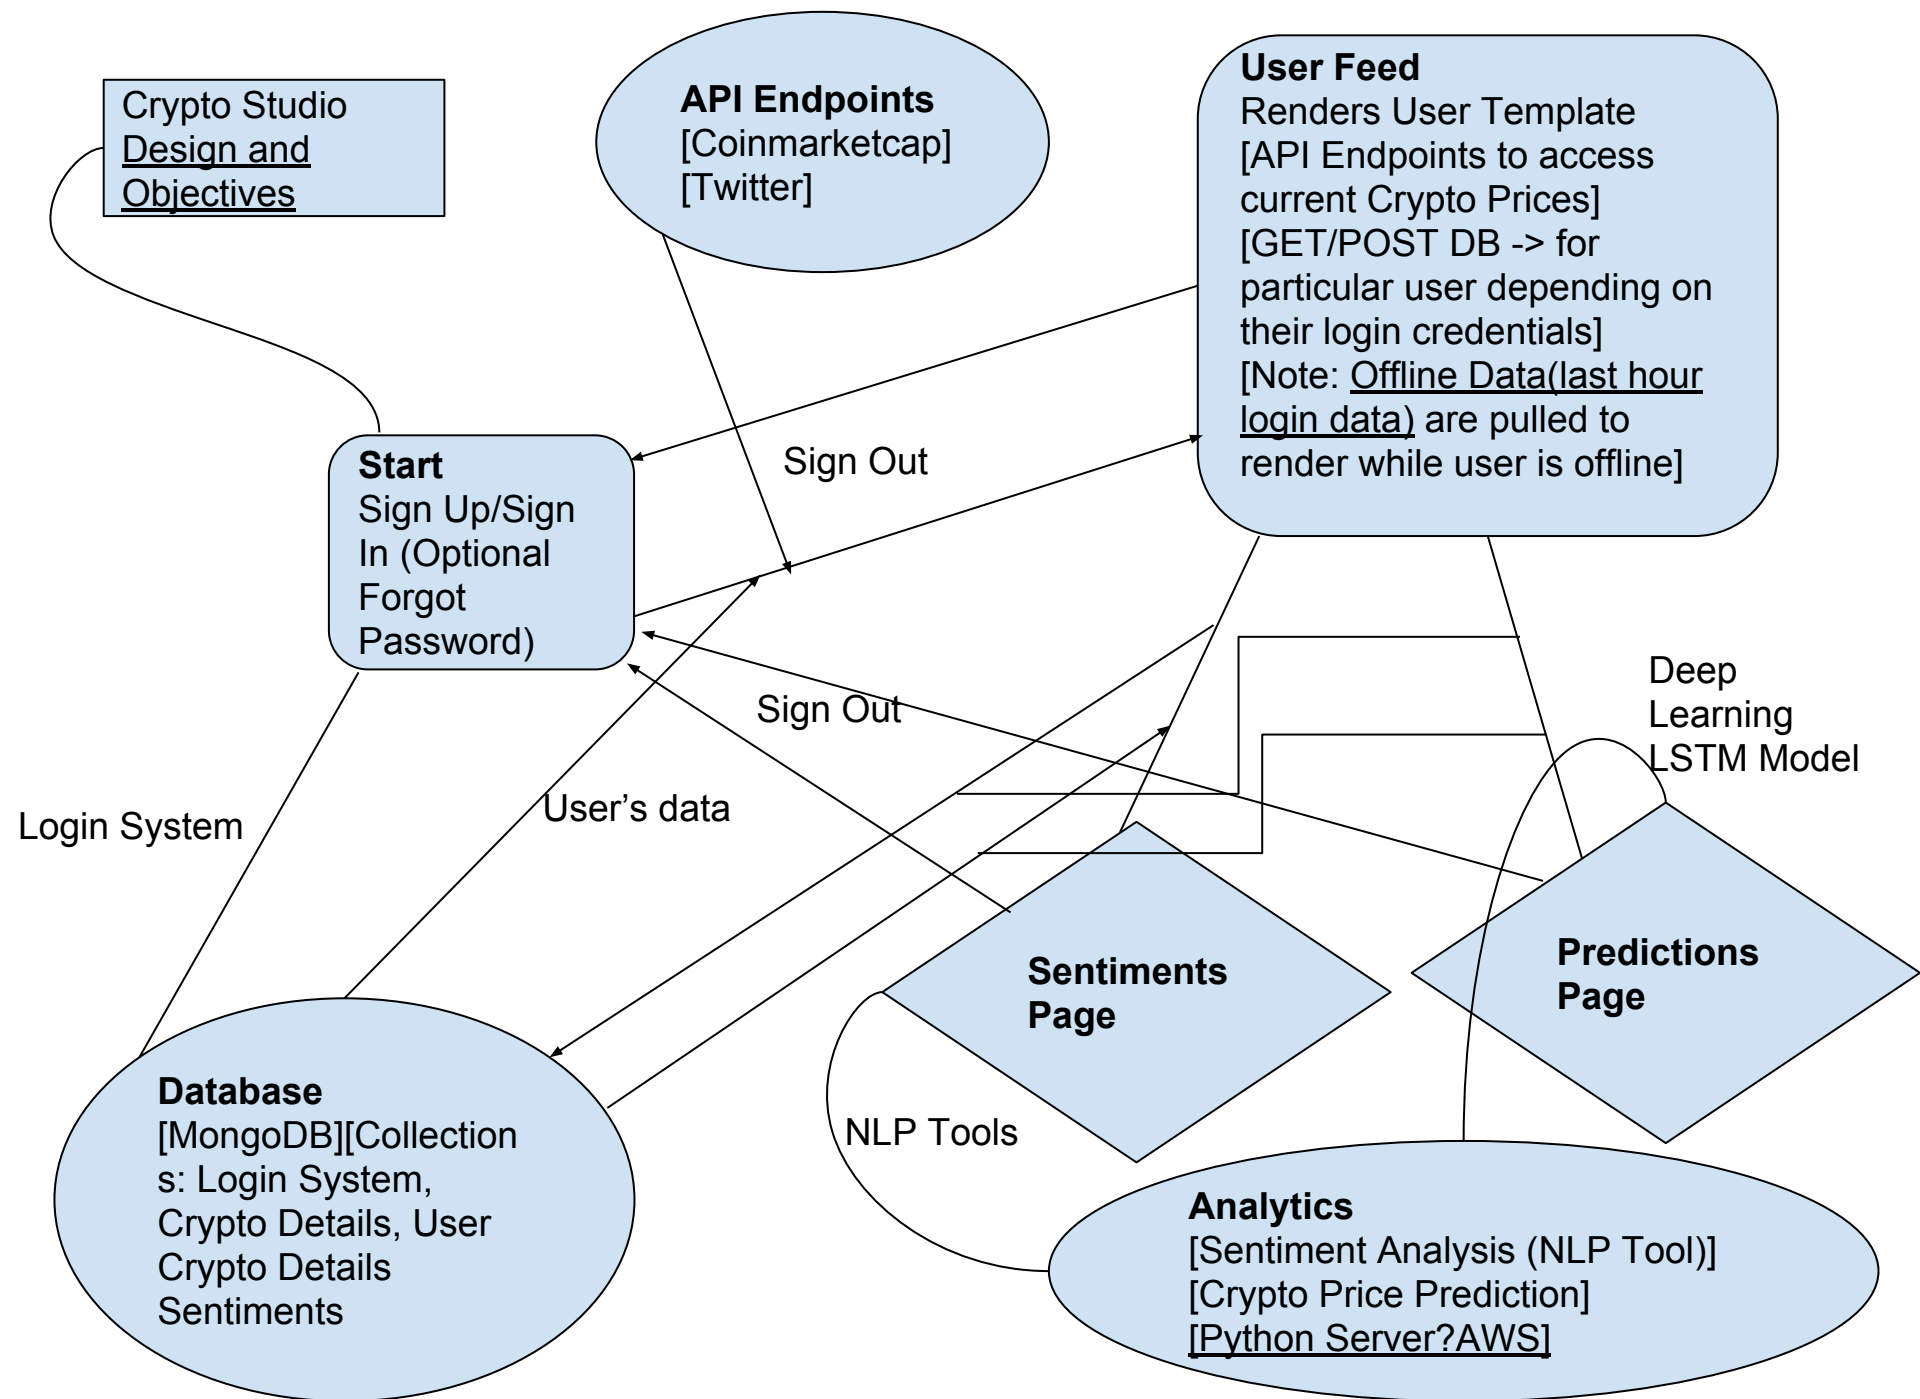 Crypto Studio
Design and
Objectives
API Endpoints
[Coinmarketcap]
[Twitter]
User Feed
Renders User Template
[API Endpoints to access
current Crypto Prices]
[GET/POST DB -> for
particular user depending on
their login credentials]
[Note: Offline Data(last hour
login data) are pulled to
render while user is offline]
Sign Out
Start
Sign Up/Sign
In (Optional
Forgot
Password)
Sign Out
Deep
Learning
LSTM Model
User’s data
Login System
Sentiments
Page
Predictions
Page
NLP Tools
Database
[MongoDB][Collection
s: Login System,
Crypto Details, User
Crypto Details
Sentiments
Analytics
[Sentiment Analysis (NLP Tool)]
[Crypto Price Prediction]
[Python Server?AWS]